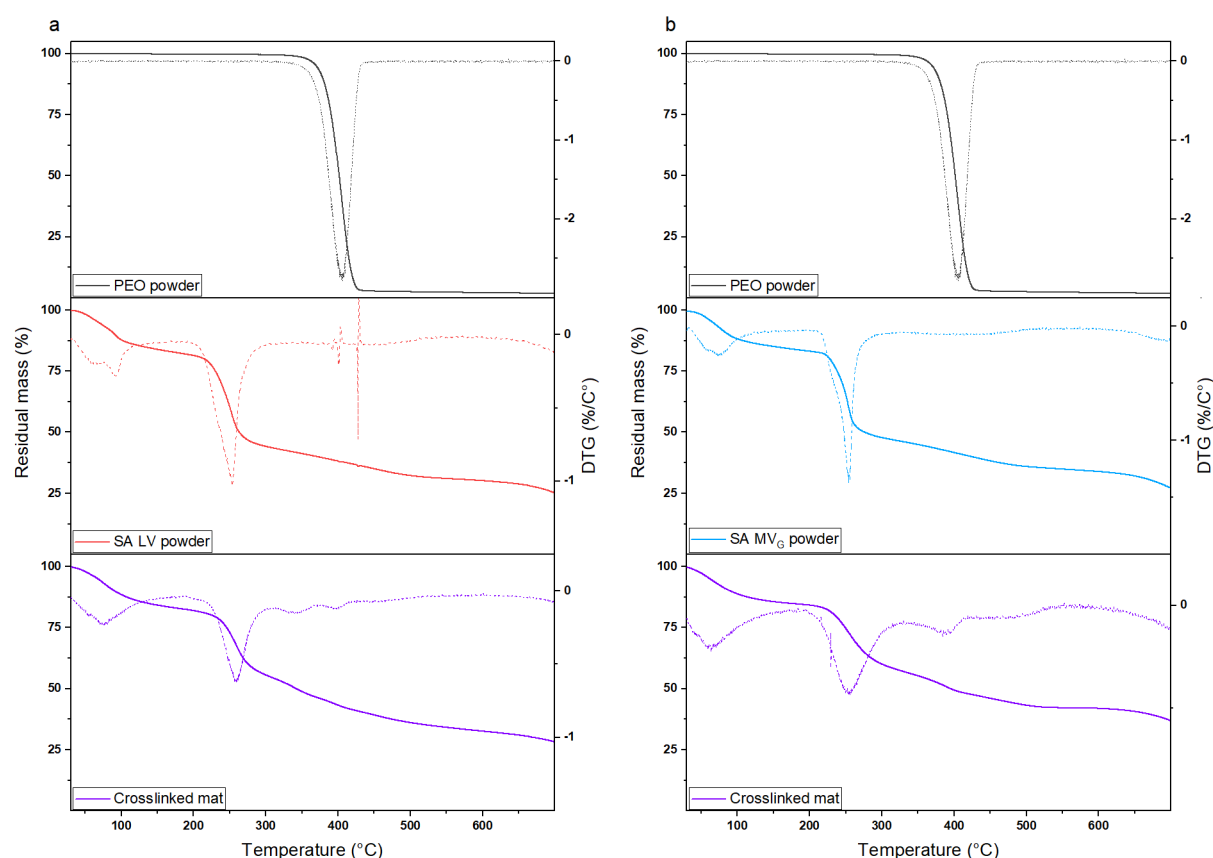 a
100
75
50
25
0
-1
-2
PEO powder
100
75
50
25
0
-1
SA LV powder
100
75
50
25
0
-1
Crosslinked mat
100 200 300 400 500 600
Temperature (°C)
Residual mass (%)
DTG (%/C°)
b
100
75
50
25
0
-1
-2
PEO powder
100
75
50
25
0
-1
SA MVG powder
100
75
50
25
0
Crosslinked mat
100 200 300 400 500 600
Temperature (°C)
Residual mass (%)
DTG (%/C°)